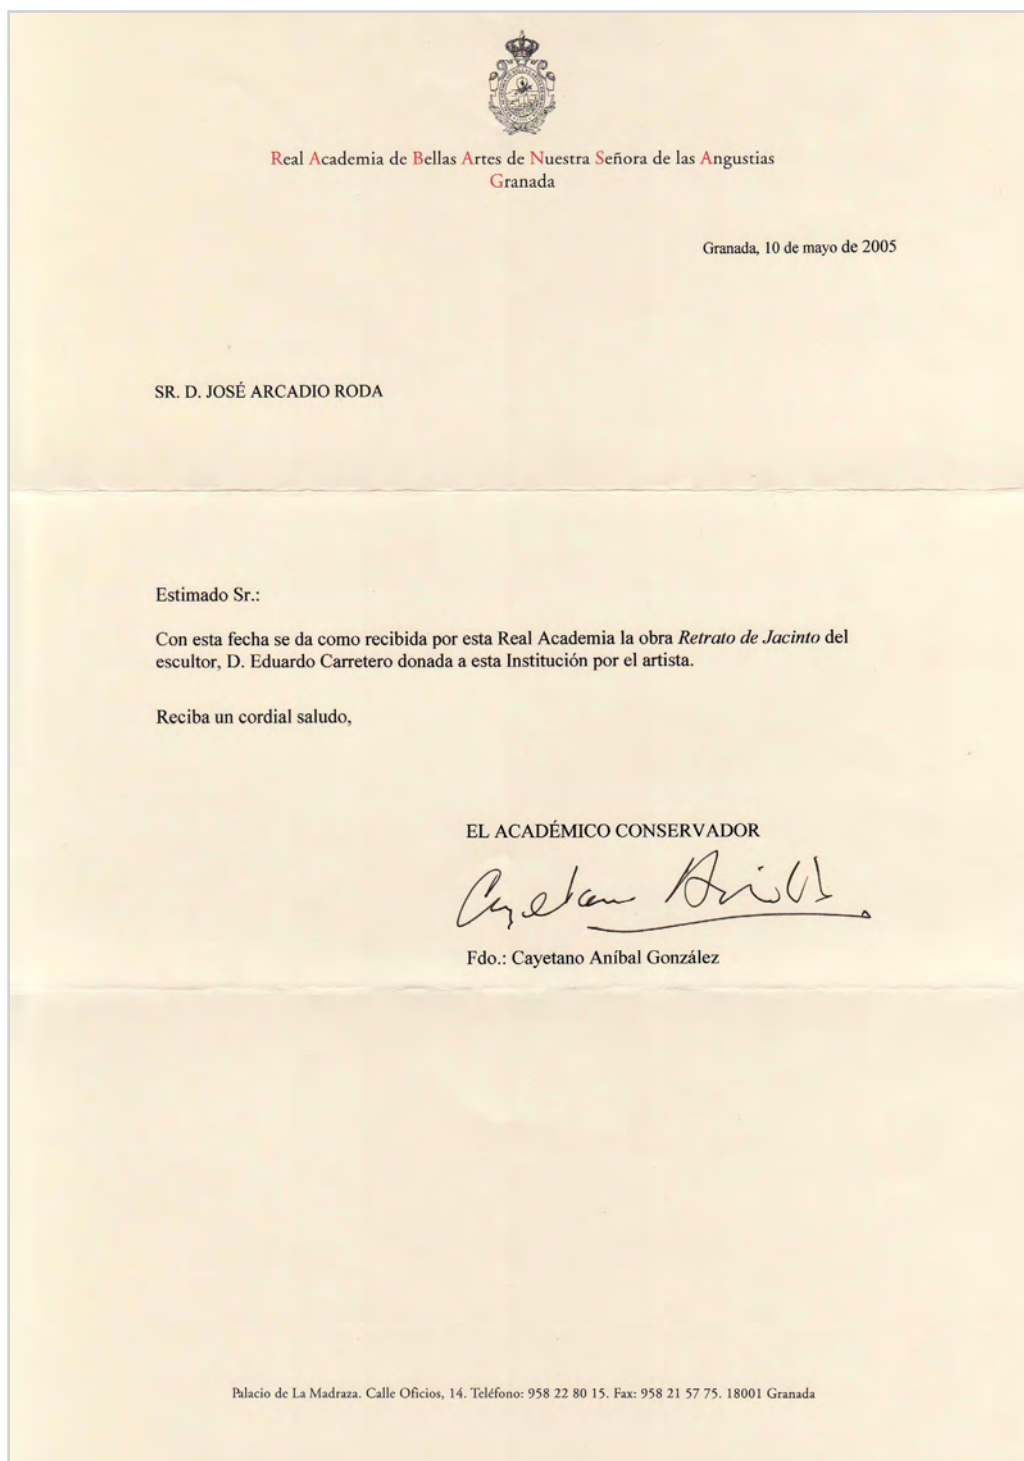 Real Academia de Bellas Artes de Nuestra Señora de las Angustias
Granada
Granada, 10 de mayo de 2005
SR. D. JOSÉ ARCADIO RODA
Estimado Sr.:
Con esta fecha se da como recibida por esta Real Academia la obra Retrato de Jacinto del
escultor, D. Eduardo Carretero donada a esta Institución por el artista.
Reciba un cordial saludo,
EL ACADÉMICO CONSERVADOR
Cayetano Aníbal
Fdo.: Cayetano Aníbal González
Palacio de La Madraza. Calle Oficios, 14. Teléfono: 958 22 80 15. Fax: 958 21 57 75. 18001 Granada